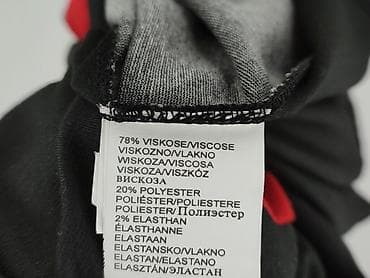 78% VISKOSE/VISCOSE
VISKOZNO/VLAKNO
WISKOZA/VISCOSA
VISKOZA/VISZKÓZ
вискоза
20% POLYESTER
POLIÉSTER/POLIESTERE
POLIESTER/Полиэстер
2% ELASTHAN
ÉLASTHANNE
ELASTAAN
ELASTANSKO/VLAKNO
ELASTAN/ELASTANO
ELASZTÁN/ЭЛАСТАН